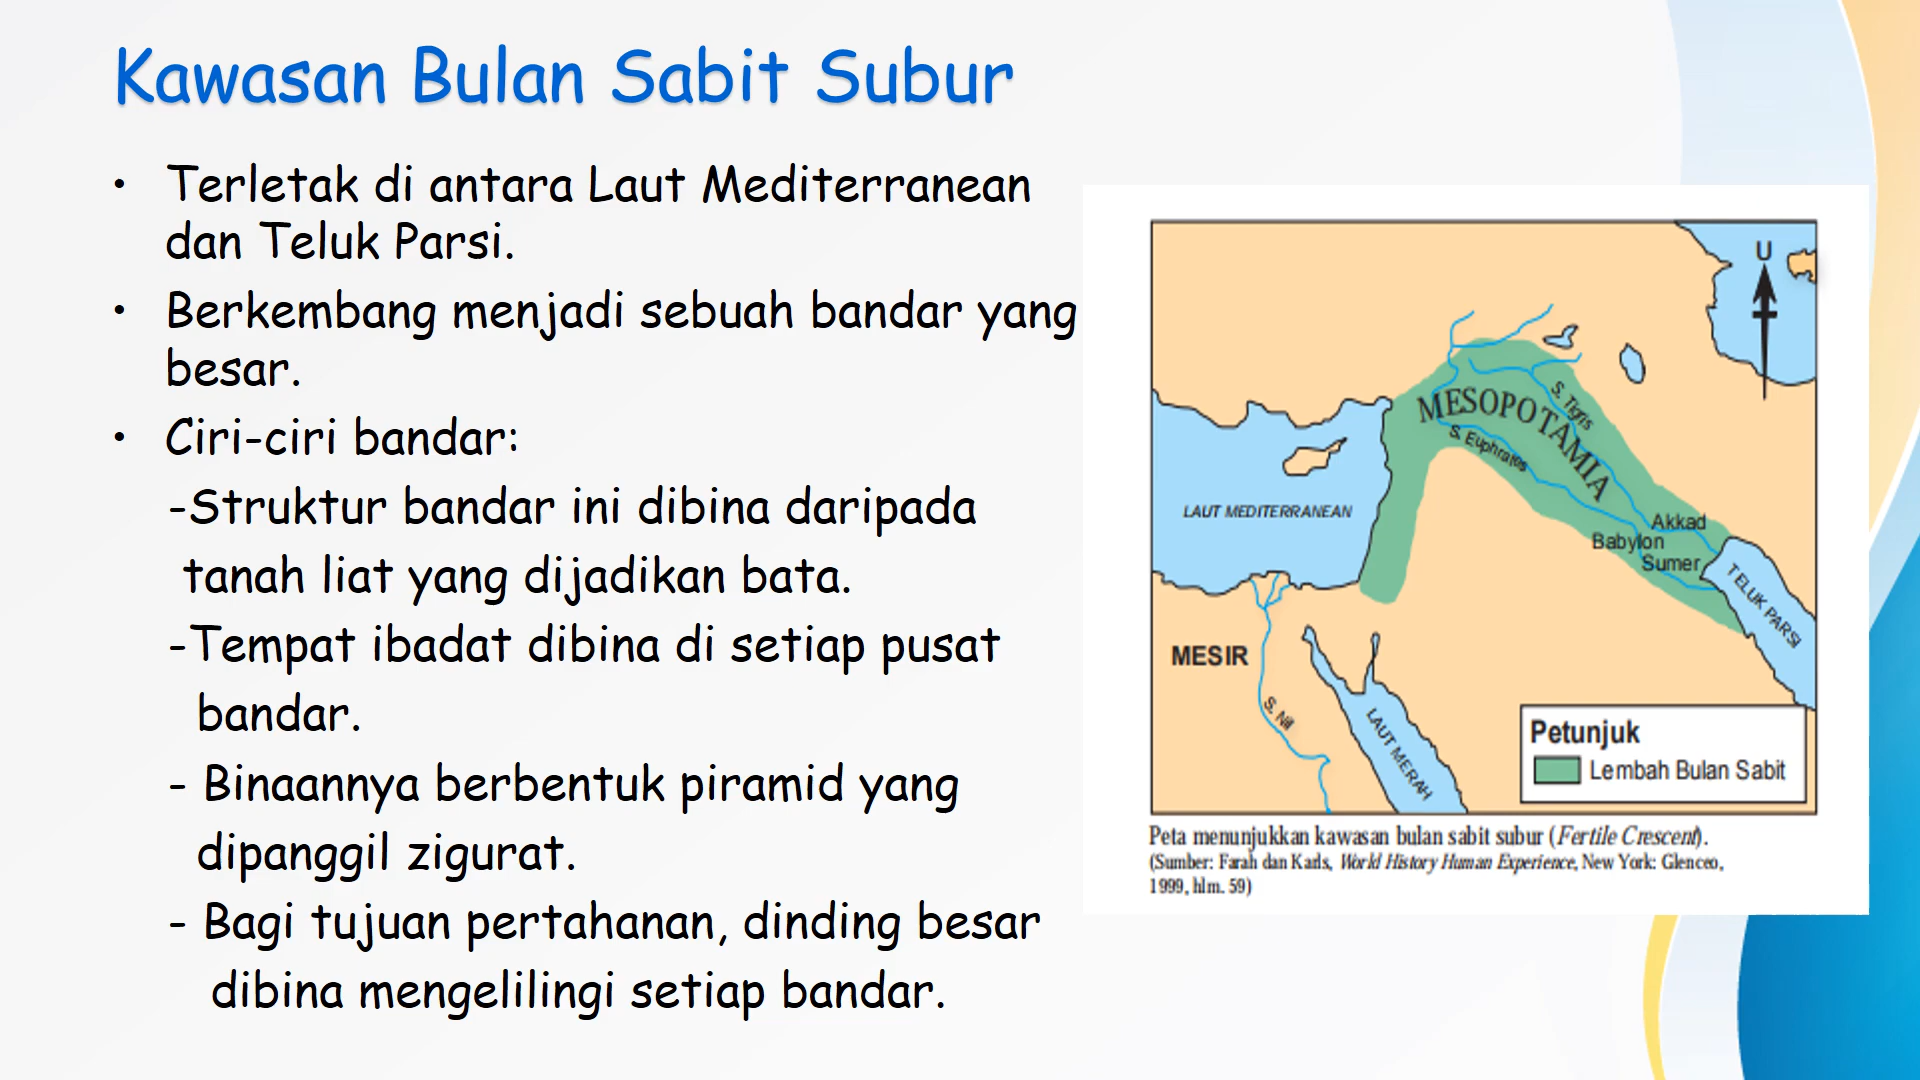 Kawasan Bulan Sabit Subur
• Terletak di antara Laut Mediterranean
dan Teluk Parsi.
• Berkembang menjadi sebuah bandar yang
besar.
• Ciri-ciri bandar:
-Struktur bandar ini dibina daripada
tanah liat yang dijadikan bata.
-Tempat ibadat dibina di setiap pusat
bandar.
- Binaannya berbentuk piramid yang
dipanggil zigurat.
- Bagi tujuan pertahanan, dinding besar
dibina mengelilingi setiap bandar.
U
MESOPOTAMIA
S. Tigris
S. Euphrates
LAUT MEDITERRANEAN
Akkad
Babylon
Sumer
TELUK PARSI
MESIR
S. Nil
LAUT MERAH
Petunjuk
Lembah Bulan Sabit
Peta menunjukkan kawasan bulan sabit subur (Fertile Crescent).
(Sumber: Farah dan Karls, World History Human Experience, New York: Glenceo,
1999, hlm. 59)